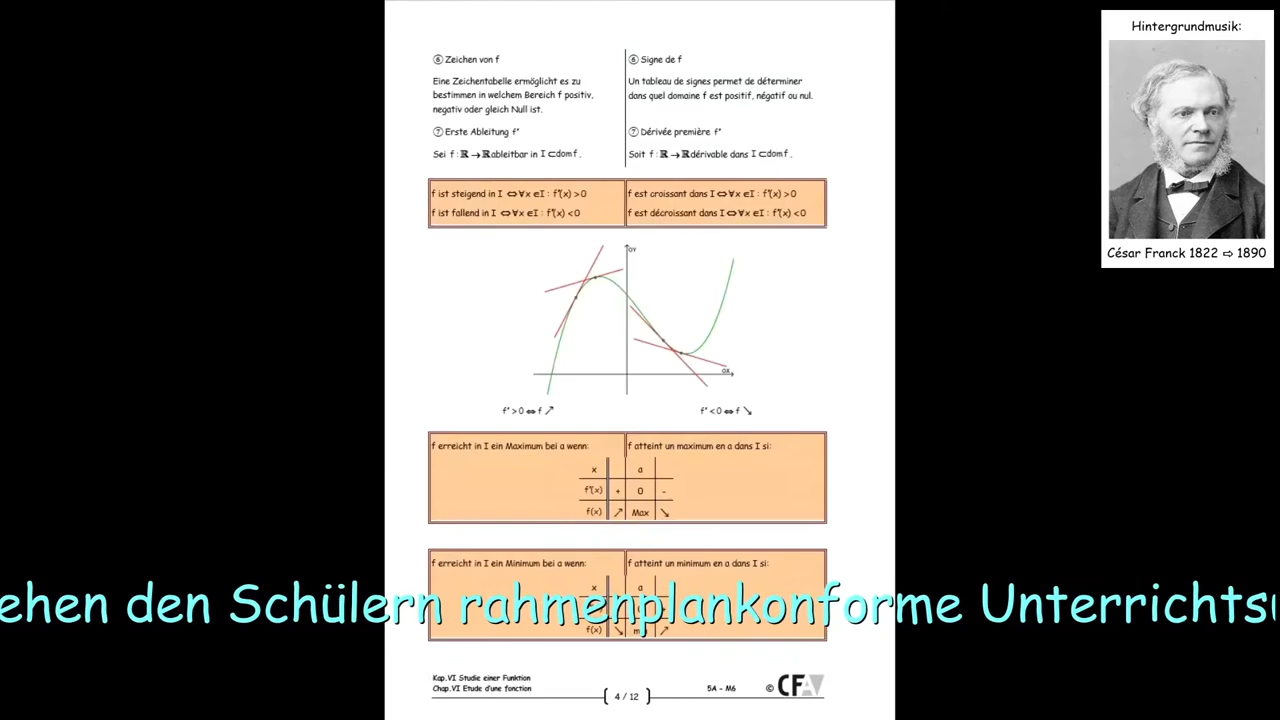 Hintergrundmusik:
César Franck 1822 ⇨ 1890
⑥ Zeichen von f
Eine Zeichentabelle ermöglicht es zu
bestimmen in welchem Bereich f positiv,
negativ oder gleich Null ist.
⑦ Erste Ableitung f'
Sei f : ℝ → ℝ ableitbar in I ⊂ domf .
⑥ Signe de f
Un tableau de signes permet de déterminer
dans quel domaine f est positif, négatif ou nul.
⑦ Dérivée première f'
Soit f : ℝ → ℝ dérivable dans I ⊂ domf .
f ist steigend in I ⇔ ∀x ∈ I : f'(x) > 0
f ist fallend in I ⇔ ∀x ∈ I : f'(x) < 0
f est croissant dans I ⇔ ∀x ∈ I : f'(x) > 0
f est décroissant dans I ⇔ ∀x ∈ I : f'(x) < 0
OY
OX
f' > 0 ⇔ f ↗
f' < 0 ⇔ f ↘
f erreicht in I ein Maximum bei a wenn:
f atteint un maximum en a dans I si:
x a
f'(x) + 0 -
f(x) ↗ Max ↘
f erreicht in I ein Minimum bei a wenn:
f atteint un minimum en a dans I si:
x a
ehen den Schülern rahmenplankonforme Unterrichtsu
f(x) ↘ m ↗
Kap.VI Studie einer Funktion
Chap.VI Etude d'une fonction
4 / 12
5A - M6
© CFAV